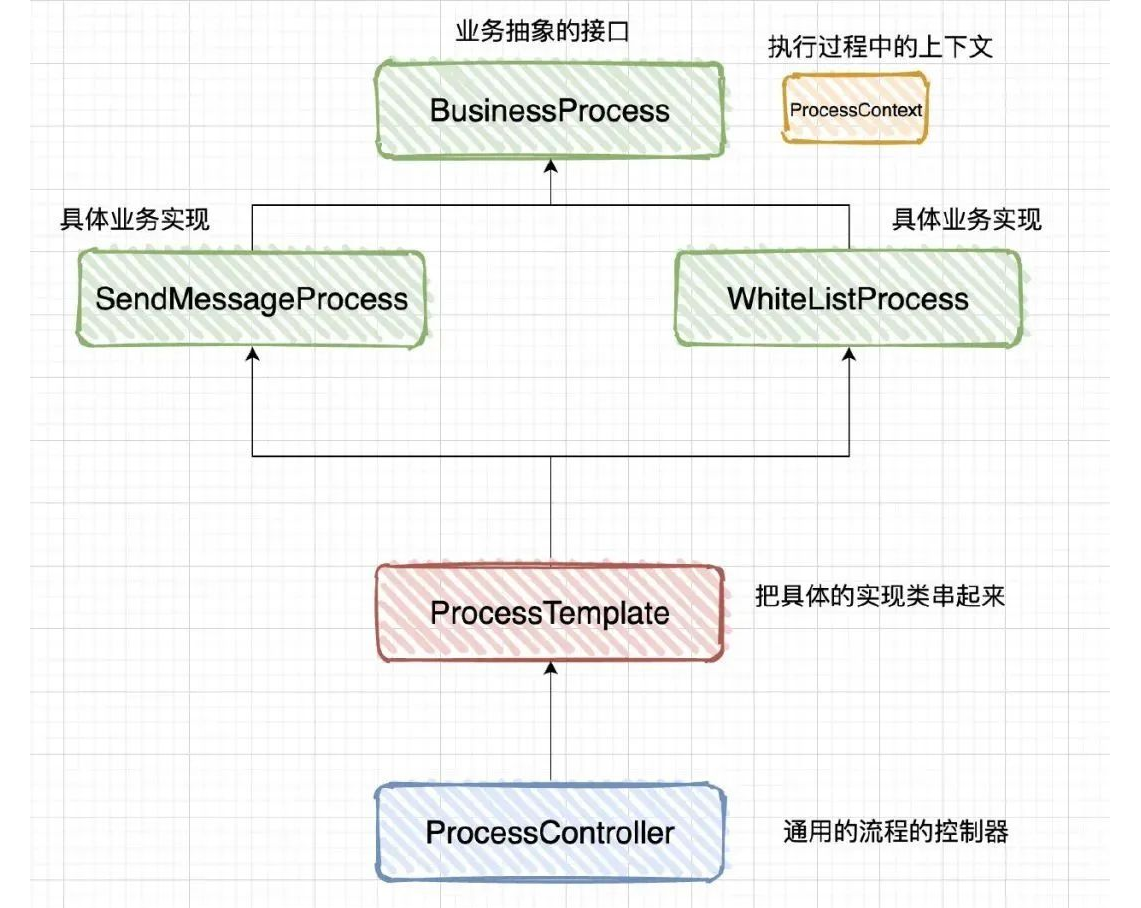 业务抽象的接口
执行过程中的上下文
BusinessProcess
ProcessContext
具体业务实现
具体业务实现
SendMessageProcess
WhiteListProcess
ProcessTemplate
把具体的实现类串起来
ProcessController
通用的流程的控制器